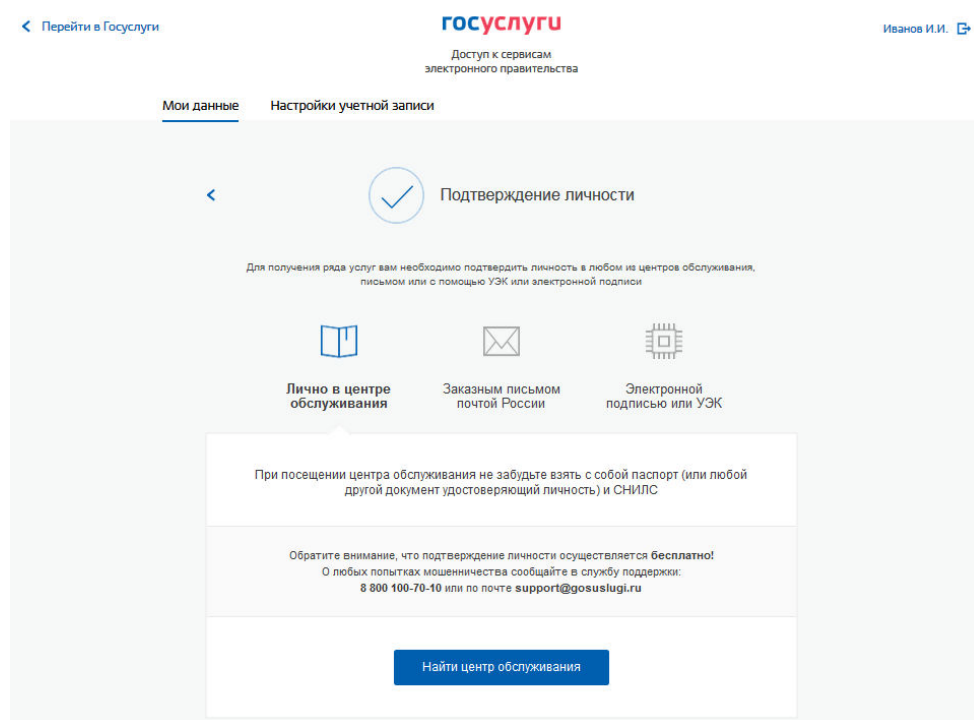 Перейти в Госуслуги
госуслуги
Иванов И.И.
Доступ к сервисам
электронного правительства
Мои данные
Настройки учетной записи
Подтверждение личности
Для получения ряда услуг вам необходимо подтвердить личность в любом из центров обслуживания,
письмом или с помощью УЭК или электронной подписи
Лично в центре
обслуживания
Заказным письмом
почтой России
Электронной
подписью или УЭК
При посещении центра обслуживания не забудьте взять с собой паспорт (или любой
другой документ удостоверяющий личность) и СНИЛС
Обратите внимание, что подтверждение личности осуществляется бесплатно!
О любых попытках мошенничества сообщайте в службу поддержки:
8 800 100-70-10 или по почте support@gosuslugi.ru
Найти центр обслуживания